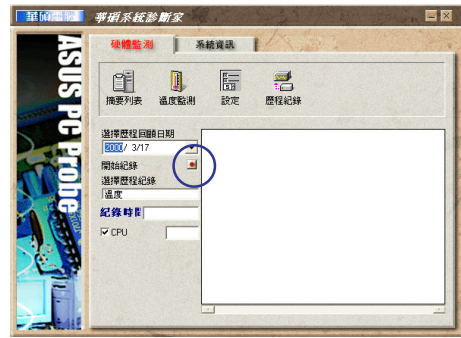 華碩電腦 華碩系統診斷家
硬體監測 系統資訊
ASUS PC Probe
摘要列表 溫度監測 設定 歷程紀錄
選擇歷程回顧日期
2000/ 3/17
開始紀錄
選擇歷程紀錄
溫度
紀錄時
CPU